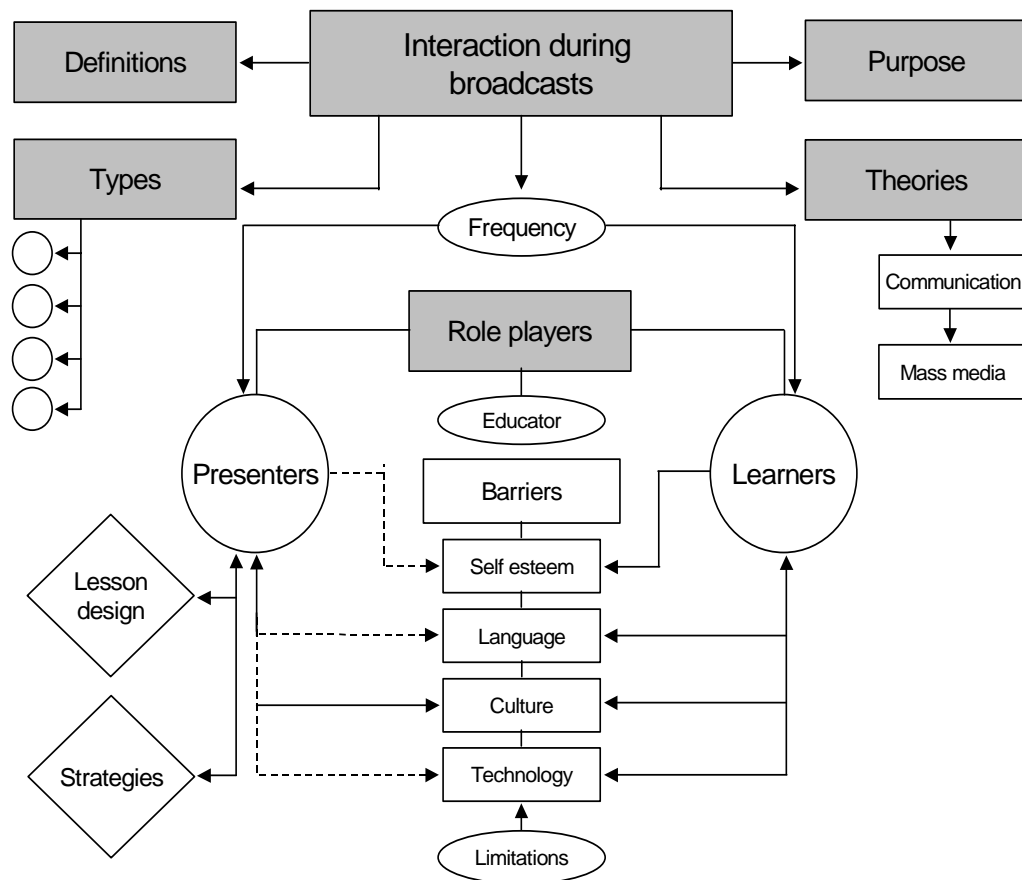 Definitions
Interaction during
broadcasts
Purpose
Types
Theories
Frequency
Communication
Role players
Mass media
Educator
Presenters
Learners
Barriers
Self esteem
Lesson
design
Language
Culture
Strategies
Technology
Limitations